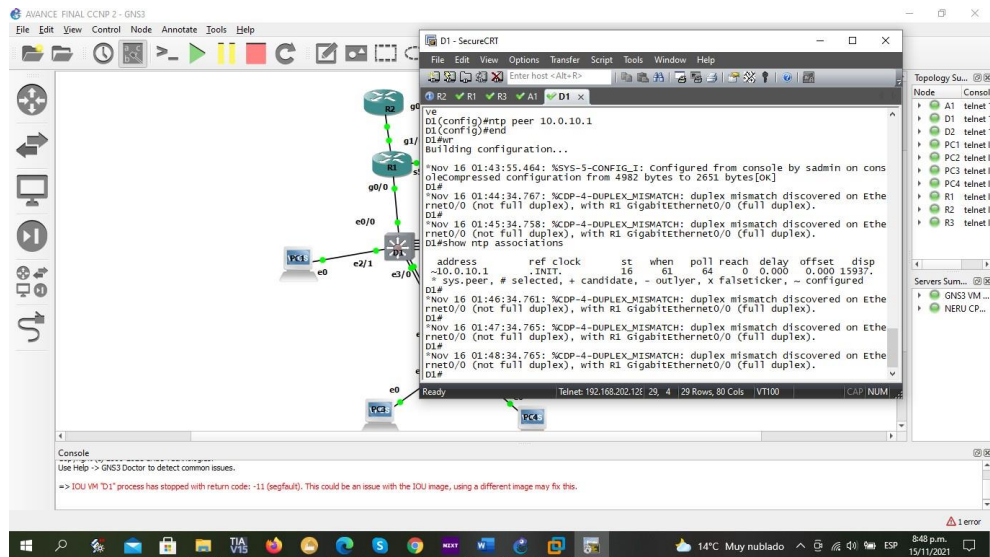 AVANCE FINAL CCNP 2 - GNS3
File Edit View Control Node Annotate Tools Help
D1 - SecureCRT
File Edit View Options Transfer Script Tools Window Help
Enter host <Alt+R>
R2 R1 R3 A1 D1
ve
D1(config)#ntp peer 10.0.10.1
D1(config)#end
D1#wr
Building configuration...
*Nov 16 01:43:55.464: %SYS-5-CONFIG_I: Configured from console by sadmin on cons
oleCompressed configuration from 4982 bytes to 2651 bytes[OK]
D1#
*Nov 16 01:44:34.767: %CDP-4-DUPLEX_MISMATCH: duplex mismatch discovered on Ethe
rnet0/0 (not full duplex), with R1 GigabitEthernet0/0 (full duplex).
D1#
*Nov 16 01:45:34.758: %CDP-4-DUPLEX_MISMATCH: duplex mismatch discovered on Ethe
rnet0/0 (not full duplex), with R1 GigabitEthernet0/0 (full duplex).
D1#show ntp associations
address ref clock st when poll reach delay offset disp
~10.0.10.1 .INIT. 16 61 64 0 0.000 0.000 15937.
* sys.peer, # selected, + candidate, - outlyer, x falseticker, ~ configured
D1#
*Nov 16 01:46:34.761: %CDP-4-DUPLEX_MISMATCH: duplex mismatch discovered on Ethe
rnet0/0 (not full duplex), with R1 GigabitEthernet0/0 (full duplex).
D1#
*Nov 16 01:47:34.765: %CDP-4-DUPLEX_MISMATCH: duplex mismatch discovered on Ethe
rnet0/0 (not full duplex), with R1 GigabitEthernet0/0 (full duplex).
D1#
*Nov 16 01:48:34.765: %CDP-4-DUPLEX_MISMATCH: duplex mismatch discovered on Ethe
rnet0/0 (not full duplex), with R1 GigabitEthernet0/0 (full duplex).
D1#
Ready Telnet: 192.168.202.128 29, 4 29 Rows, 80 Cols VT100 CAP NUM
R2
g1/
R1
g0/0
e0/0
D1
PC1 e0 e2/1 e3/0
e0
PC3
PC4
Topology Su...
Node Consol
A1 telnet
D1 telnet
D2 telnet
PC1 telnet
PC2 telnet
PC3 telnet
PC4 telnet
R1 telnet
R2 telnet
R3 telnet
Servers Sum...
GNS3 VM ...
NERU CP...
Console
Use Help -> GNS3 Doctor to detect common issues.
=> IOU VM "D1" process has stopped with return code: -11 (segfault). This could be an issue with the IOU image, using a different image may fix this.
1 error
TIA V15
NEXT
14°C Muy nublado ESP 8:48 p.m.
15/11/2021